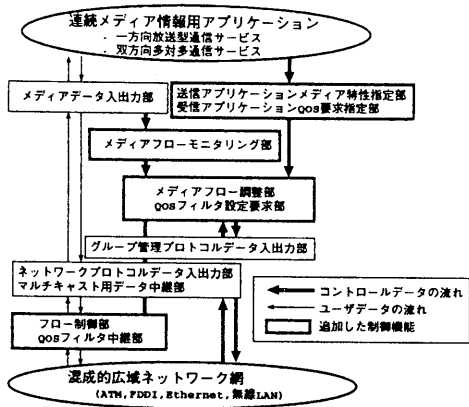 連続メディア情報用アプリケーション
. 一方向放送型通信サービス
. 双方向多対多通信サービス
メディアデータ入出力部
送信アプリケーションメディア特性指定部
受信アプリケーションQOS要求指定部
メディアフローモニタリング部
メディアフロー調整部
QOSフィルタ設定要求部
グループ管理プロトコルデータ入出力部
ネットワークプロトコルデータ入出力部
マルチキャスト用データ中継部
フロー制御部
QOSフィルタ中継部
コントロールデータの流れ
ユーザデータの流れ
追加した制御機能
混成的広域ネットワーク網
(ATM,FDDI,Ethernet,無線LAN)